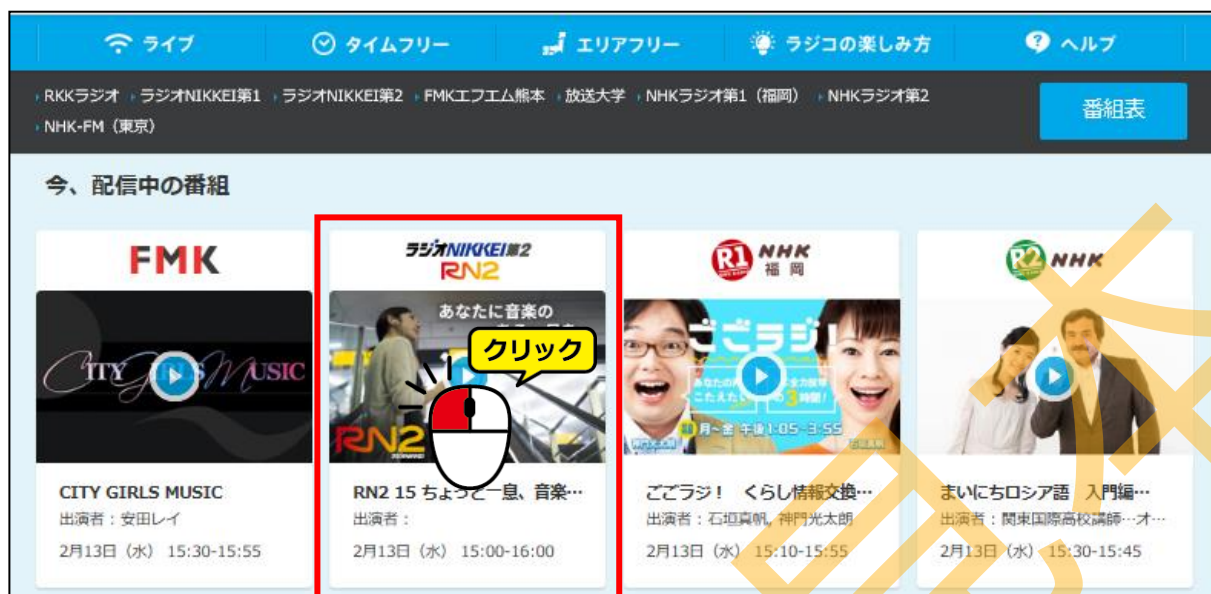 ライブ タイムフリー エリアフリー ラジコの楽しみ方 ? ヘルプ
RKKラジオ ラジオNIKKEI第1 ラジオNIKKEI第2 FMKエフエム熊本 放送大学 NHKラジオ第1（福岡） NHKラジオ第2
NHK-FM（東京）
番組表
今、配信中の番組
FMK
CITY GIRLS MUSIC
CITY GIRLS MUSIC
出演者：安田レイ
2月13日（水） 15:30-15:55
ラジオNIKKEI第2
RN2
あなたに音楽の
クリック
RN2
RN2 15 ちょっと一息、音楽…
出演者：
2月13日（水） 15:00-16:00
R1 NHK
福岡
ごごラジ！
月~金 午後1:05-3:55
ごごラジ！ くらし情報交換…
出演者：石垣真帆, 神門光太朗
2月13日（水） 15:10-15:55
R2 NHK
まいにちロシア語 入門編…
出演者：関東国際高校講師…オ…
2月13日（水） 15:30-15:45